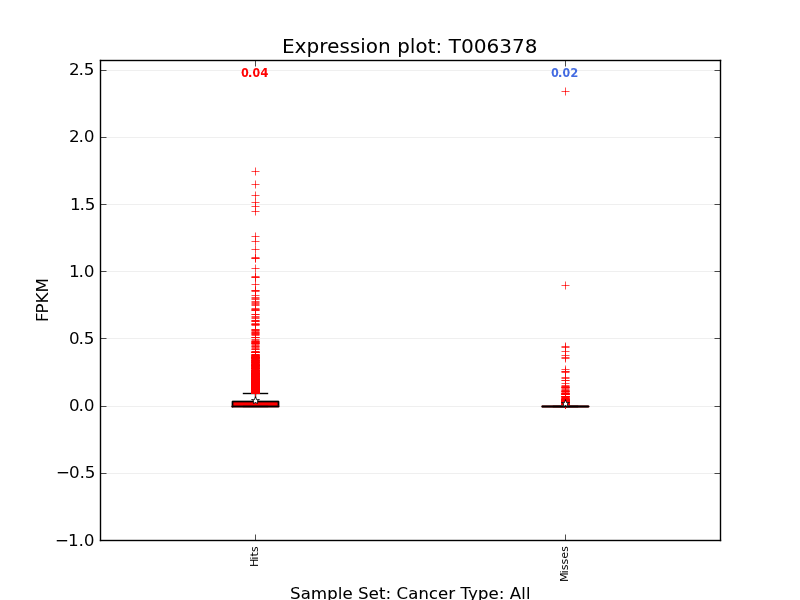 Expression plot: T006378
0.04
0.02
2.5
2.0
1.5
1.0
0.5
0.0
−0.5
−1.0
FPKM
Hits
Misses
Sample Set: Cancer Type: All